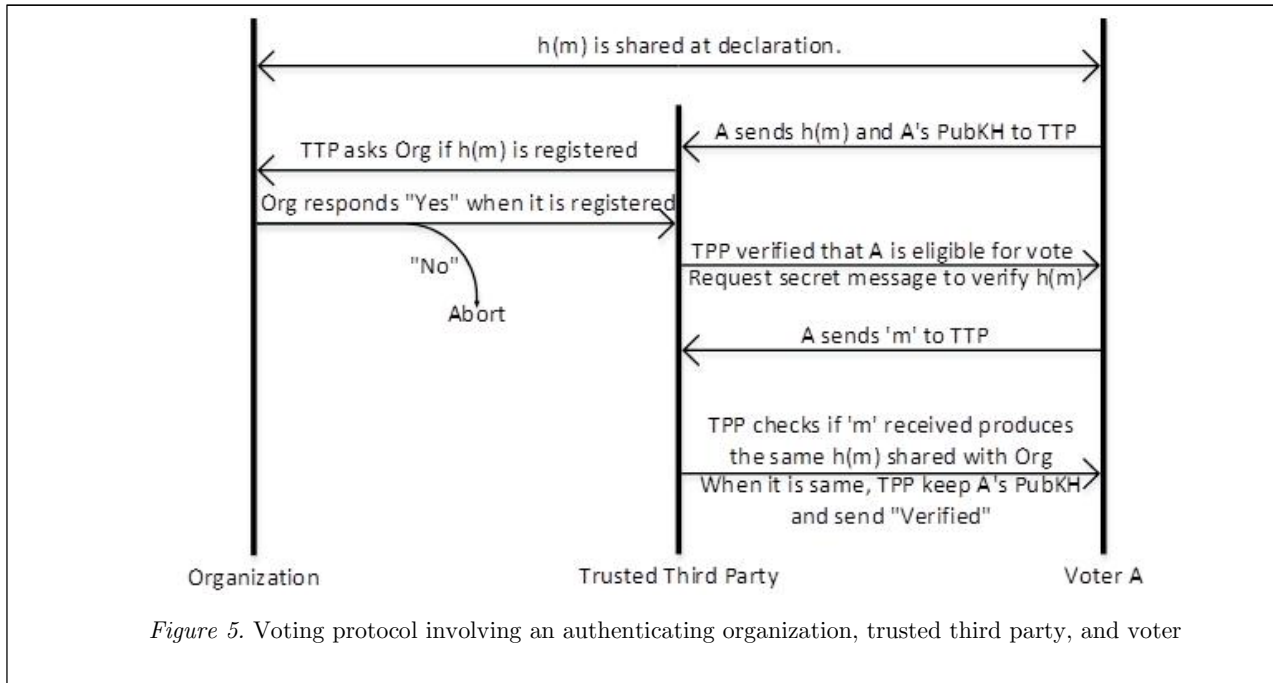 h(m) is shared at declaration.
A sends h(m) and A's PubKH to TTP
TTP asks Org if h(m) is registered
Org responds "Yes" when it is registered
"No"
Abort
TPP verified that A is eligible for vote
Request secret message to verify h(m)
A sends 'm' to TTP
TPP checks if 'm' received produces
the same h(m) shared with Org
When it is same, TPP keep A's PubKH
and send "Verified"
Organization
Trusted Third Party
Voter A
Figure 5. Voting protocol involving an authenticating organization, trusted third party, and voter